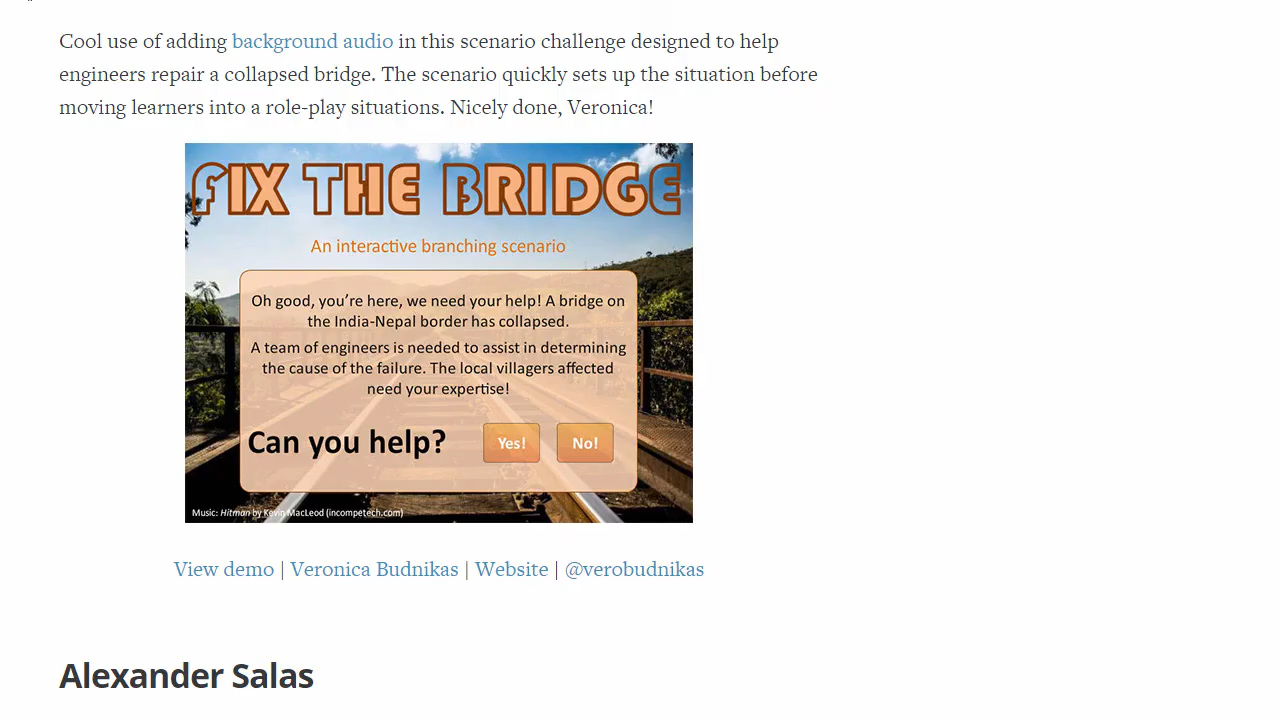 Cool use of adding background audio in this scenario challenge designed to help
engineers repair a collapsed bridge. The scenario quickly sets up the situation before
moving learners into a role-play situations. Nicely done, Veronica!
FIX THE BRIDGE
An interactive branching scenario
Oh good, you're here, we need your help! A bridge on
the India-Nepal border has collapsed.
A team of engineers is needed to assist in determining
the cause of the failure. The local villagers affected
need your expertise!
Can you help? Yes! No!
Music: Hitman by Kevin MacLeod (incompetech.com)
View demo | Veronica Budnikas | Website | @verobudnikas
Alexander Salas